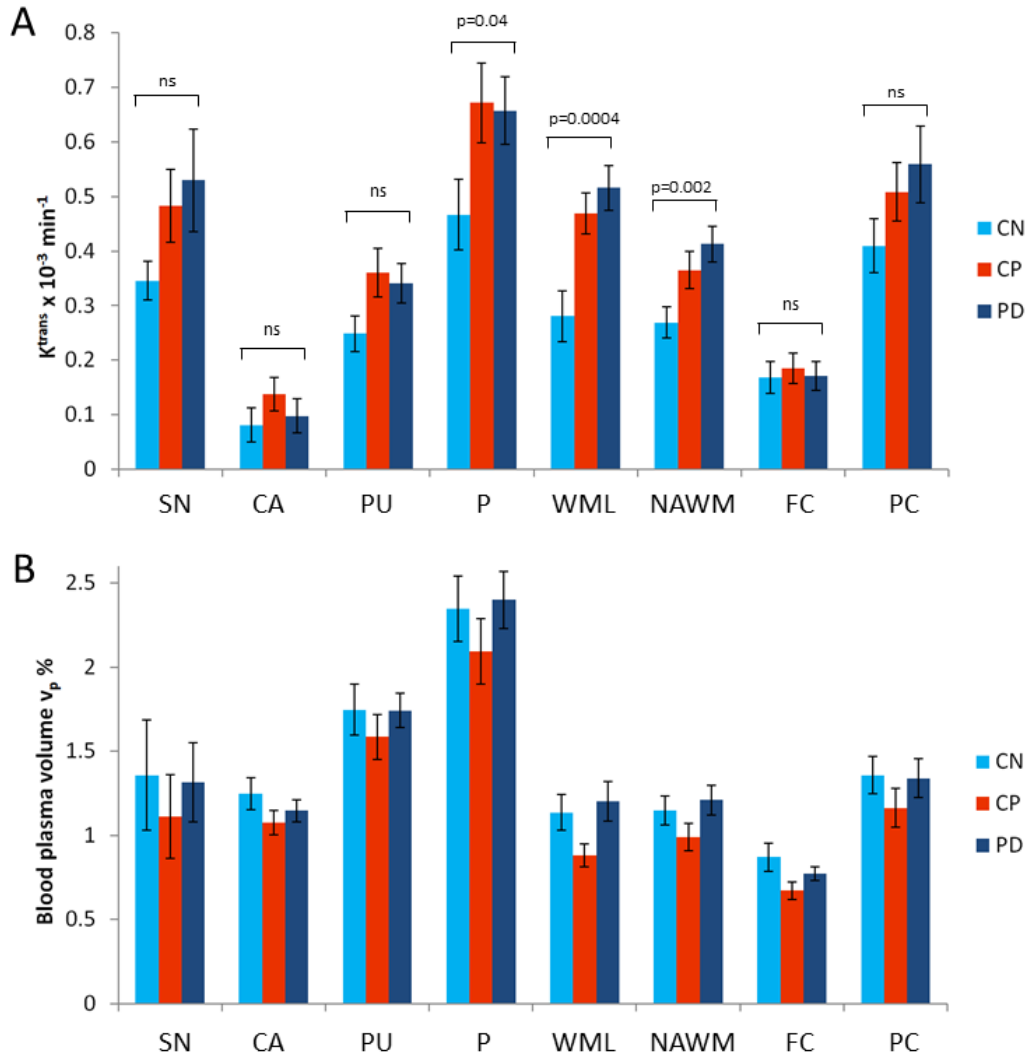 A
p=0.04
0.8
0.7
0.6
0.5
0.4
0.3
0.2
0.1
0
K^trans x 10^-3 min^-1
ns
ns
ns
p=0.0004
p=0.002
ns
ns
CN
CP
PD
SN CA PU P WML NAWM FC PC
B
2.5
2
1.5
1
0.5
0
Blood plasma volume v_p %
CN
CP
PD
SN CA PU P WML NAWM FC PC